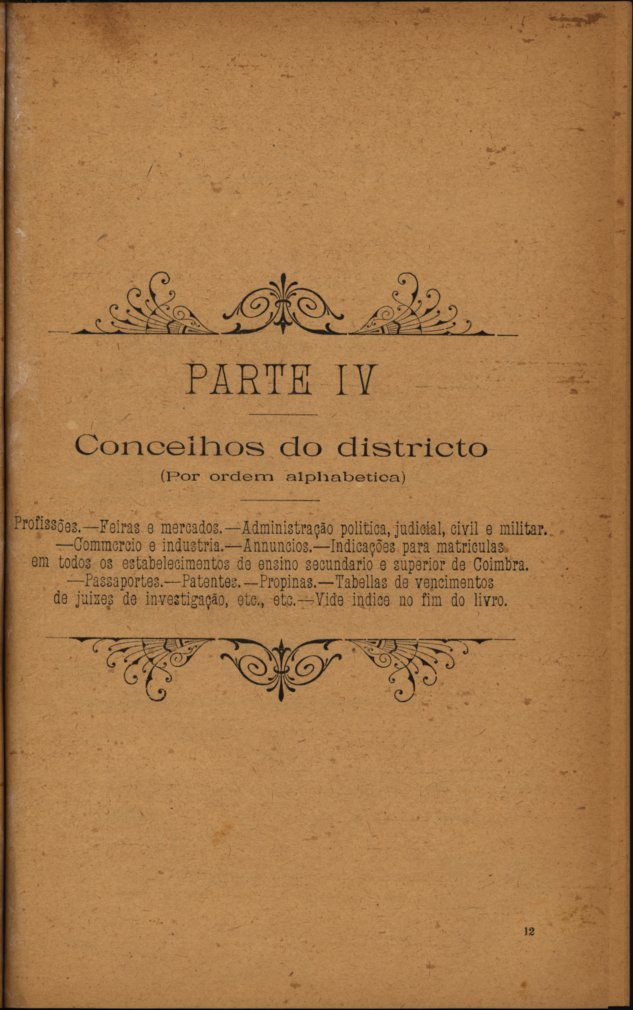 PARTE IV
Concelhos do districto
(Por ordem alphabetica)
Profissões.—Feiras e mercados.—Administração politica, judicial, civil e militar.
—Commercio e industria.—Annuncios.—Indicações para matriculas
em todos os estabelecimentos de ensino secundario e superior de Coimbra.
—Passaportes.—Patentes.—Propinas.—Tabellas de vencimentos
de juizes de investigação, etc., etc.—Vide indice no fim do livro.
12